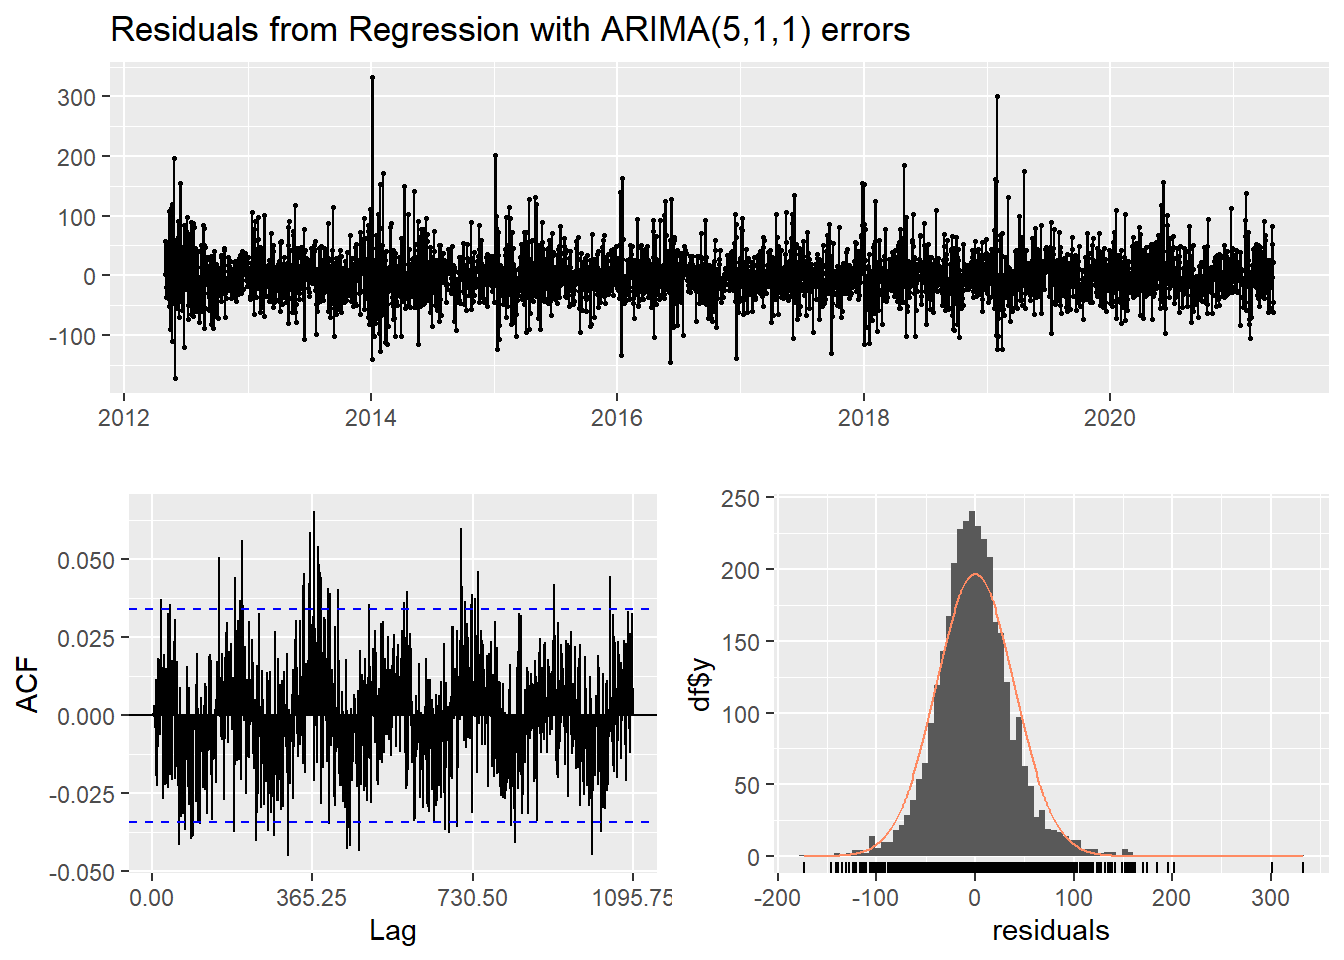 Residuals from Regression with ARIMA(5,1,1) errors
300
200
100
0
-100
2012 2014 2016 2018 2020
ACF
0.050
0.025
0.000
-0.025
-0.050
0.00 365.25 730.50 1095.75
Lag
df$y
250
200
150
100
50
0
-200 -100 0 100 200 300
residuals